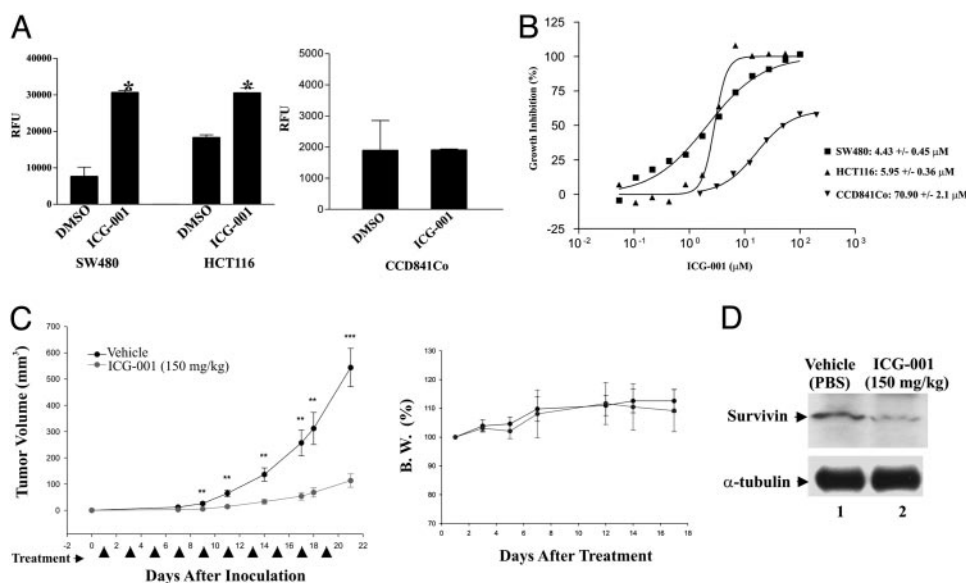 A
RFU
40000
30000
20000
10000
0
*
*
DMSO
ICG-001
DMSO
ICG-001
SW480
HCT116
RFU
6000
5000
4000
3000
2000
1000
0
DMSO
ICG-001
CCD841Co
B
Growth Inhibition (%)
125
100
75
50
25
0
-25
10⁻¹ 10⁰ 10¹ 10² 10³
ICG-001 (μM)
SW480: 4.43 +/- 0.45 μM
HCT116: 5.95 +/- 0.36 μM
CCD841Co: 70.90 +/- 2.1 μM
C
Tumor Volume (mm³)
700
600
500
400
300
200
100
0
Vehicle
ICG-001 (150 mg/kg)
** ** ** ** ** ***
-2 0 2 4 6 8 10 12 14 16 18 20 22
Treatment
Days After Inoculation
B. W. (%)
130
120
110
100
90
80
70
0 2 4 6 8 10 12 14 16 18
Days After Treatment
D
Vehicle ICG-001
(PBS) (150 mg/kg)
Survivin
α-tubulin
1 2